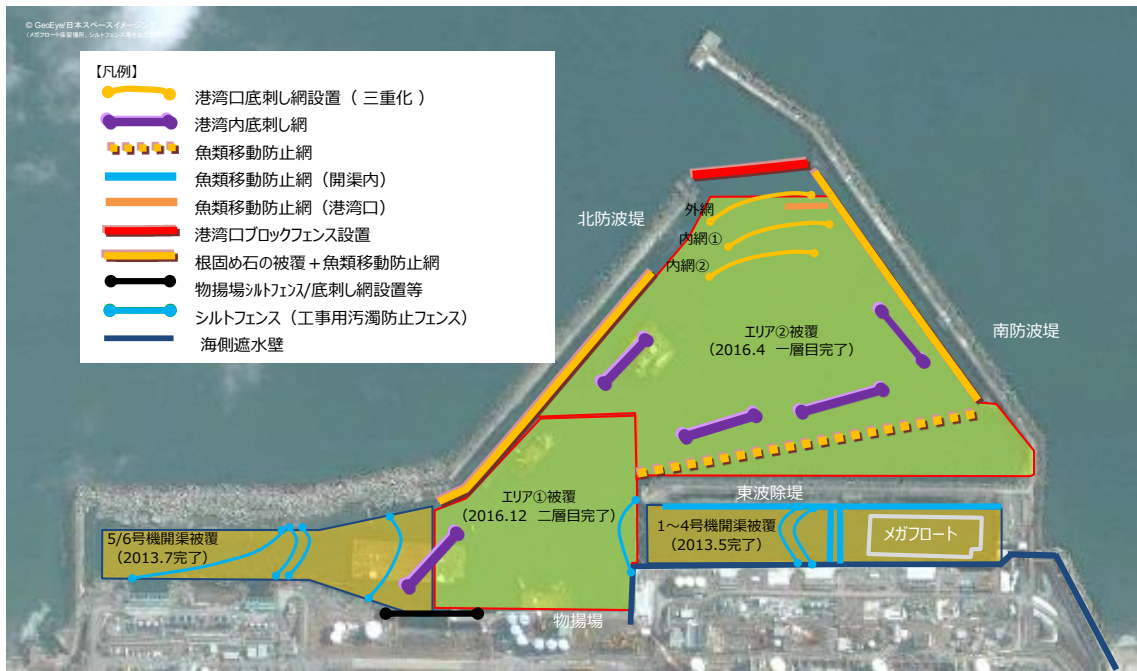 © GeoEye/日本スペースイメージング
【凡例】
港湾口底刺し網設置（ 三重化 ）
港湾内底刺し網
魚類移動防止網
魚類移動防止網（開渠内）
魚類移動防止網（港湾口）
港湾口ブロックフェンス設置
根固め石の被覆＋魚類移動防止網
物揚場ｼﾙﾄﾌｪﾝｽ/底刺し網設置等
シルトフェンス（工事用汚濁防止フェンス）
海側遮水壁
北防波堤
外網
内網①
内網②
エリア②被覆
（2016.4 一層目完了）
南防波堤
エリア①被覆
（2016.12 二層目完了）
東波除堤
5/6号機開渠被覆
（2013.7完了）
1～4号機開渠被覆
（2013.5完了）
メガフロート
物揚場